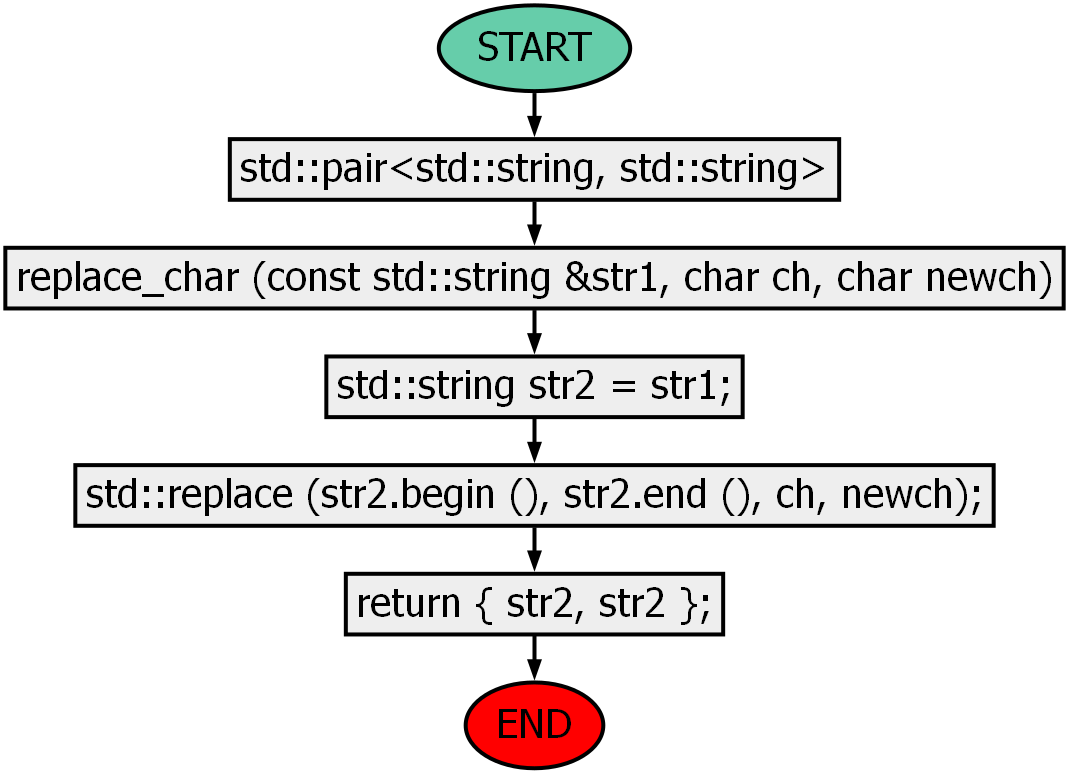 START
std::pair<std::string, std::string>
replace_char (const std::string &str1, char ch, char newch)
std::string str2 = str1;
std::replace (str2.begin (), str2.end (), ch, newch);
return { str2, str2 };
END